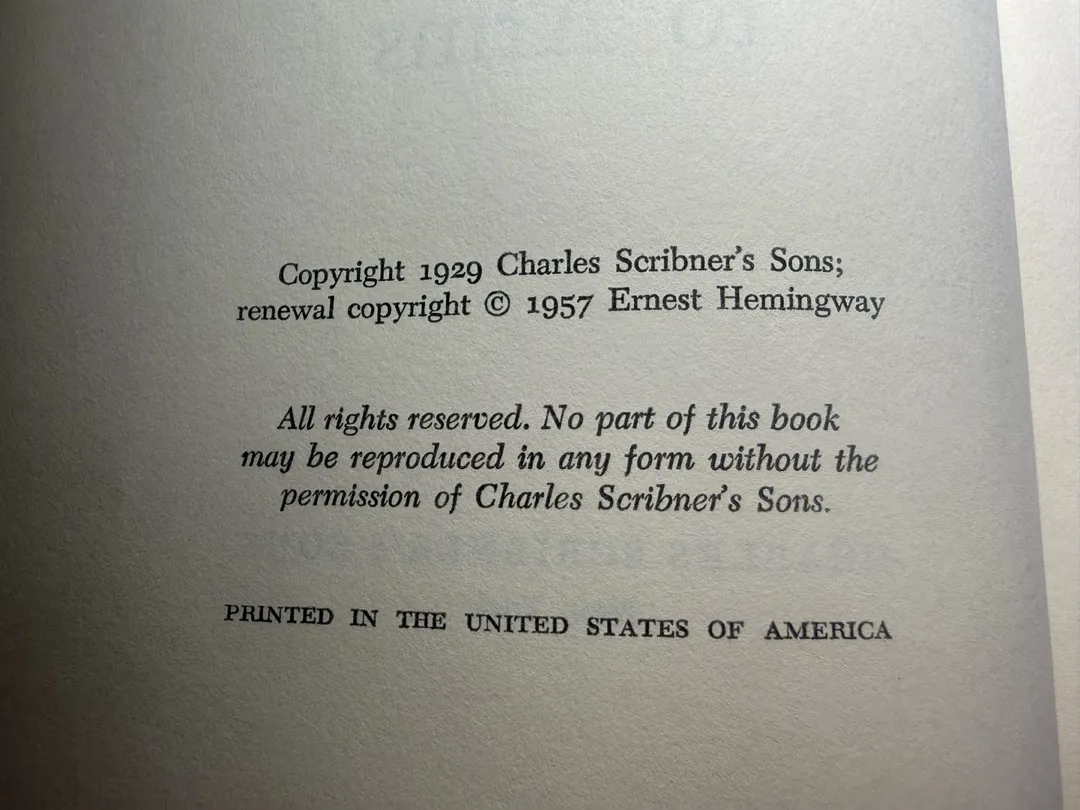 Copyright 1929 Charles Scribner's Sons;
renewal copyright © 1957 Ernest Hemingway
All rights reserved. No part of this book
may be reproduced in any form without the
permission of Charles Scribner's Sons.
PRINTED IN THE UNITED STATES OF AMERICA